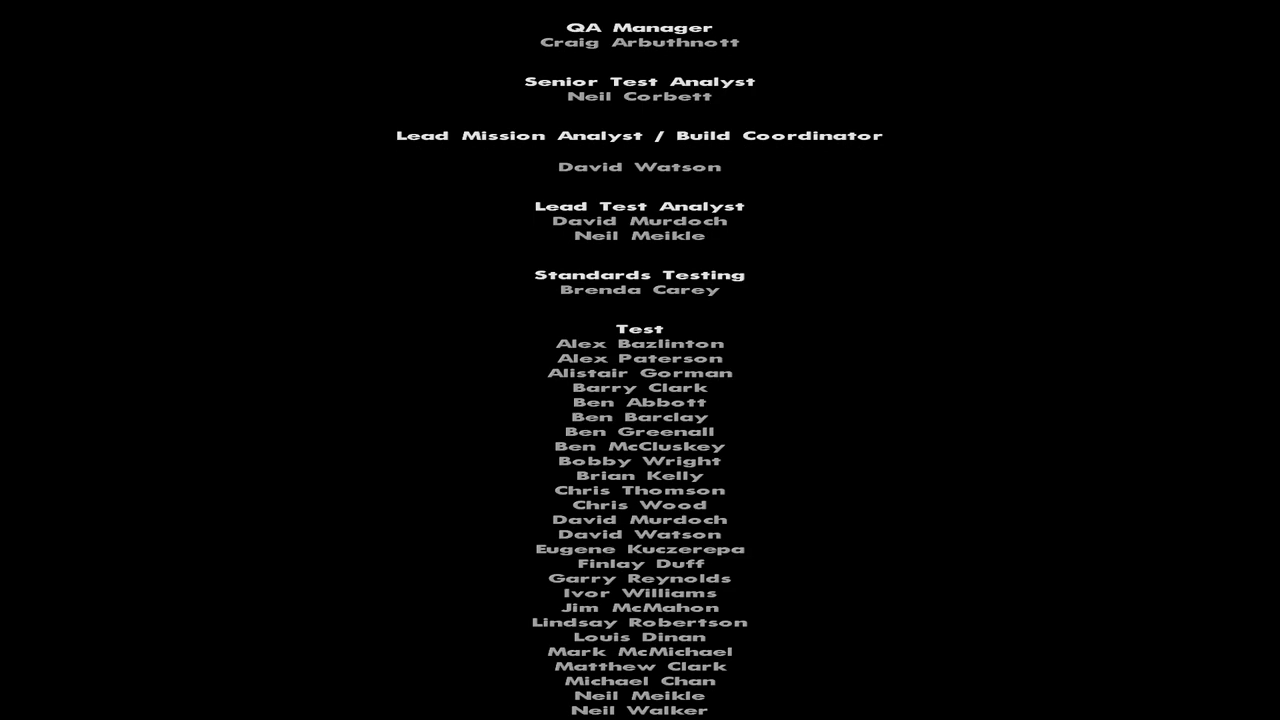 QA Manager
Craig Arbuthnott
Senior Test Analyst
Neil Corbett
Lead Mission Analyst / Build Coordinator
David Watson
Lead Test Analyst
David Murdoch
Neil Meikle
Standards Testing
Brenda Carey
Test
Alex Bazlinton
Alex Paterson
Alistair Gorman
Barry Clark
Ben Abbott
Ben Barclay
Ben Greenall
Ben McCluskey
Bobby Wright
Brian Kelly
Chris Thomson
Chris Wood
David Murdoch
David Watson
Eugene Kuczerepa
Finlay Duff
Garry Reynolds
Ivor Williams
Jim McMahon
Lindsay Robertson
Louis Dinan
Mark McMichael
Matthew Clark
Michael Chan
Neil Meikle
Neil Walker